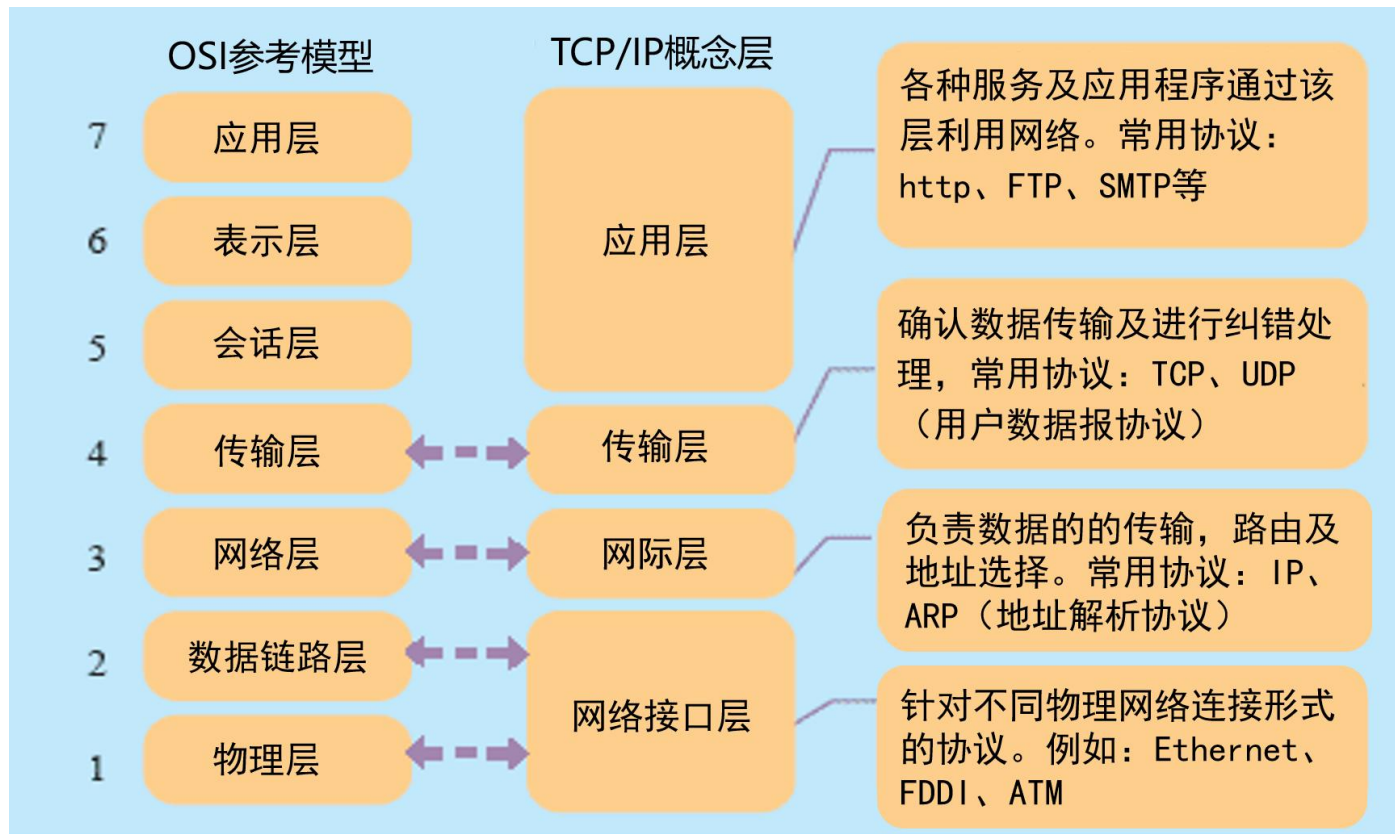 OSI参考模型
TCP/IP概念层
7
应用层
6
表示层
5
会话层
4
传输层
3
网络层
2
数据链路层
1
物理层
应用层
传输层
网际层
网络接口层
各种服务及应用程序通过该
层利用网络。常用协议：
http、FTP、SMTP等
确认数据传输及进行纠错处
理，常用协议：TCP、UDP
（用户数据报协议）
负责数据的的传输，路由及
地址选择。常用协议：IP、
ARP（地址解析协议）
针对不同物理网络连接形式
的协议。例如：Ethernet、
FDDI、ATM